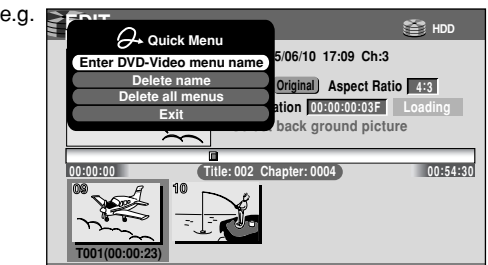 e.g.
EDIT
HDD
Quick Menu
Enter DVD-Video menu name
Delete name
Delete all menus
Exit
5/06/10 17:09 Ch:3
Original Aspect Ratio 4:3
00:00:00:03F Loading
back ground picture
00:00:00 Title: 002 Chapter: 0004 00:54:30
09 10
T001(00:00:23)